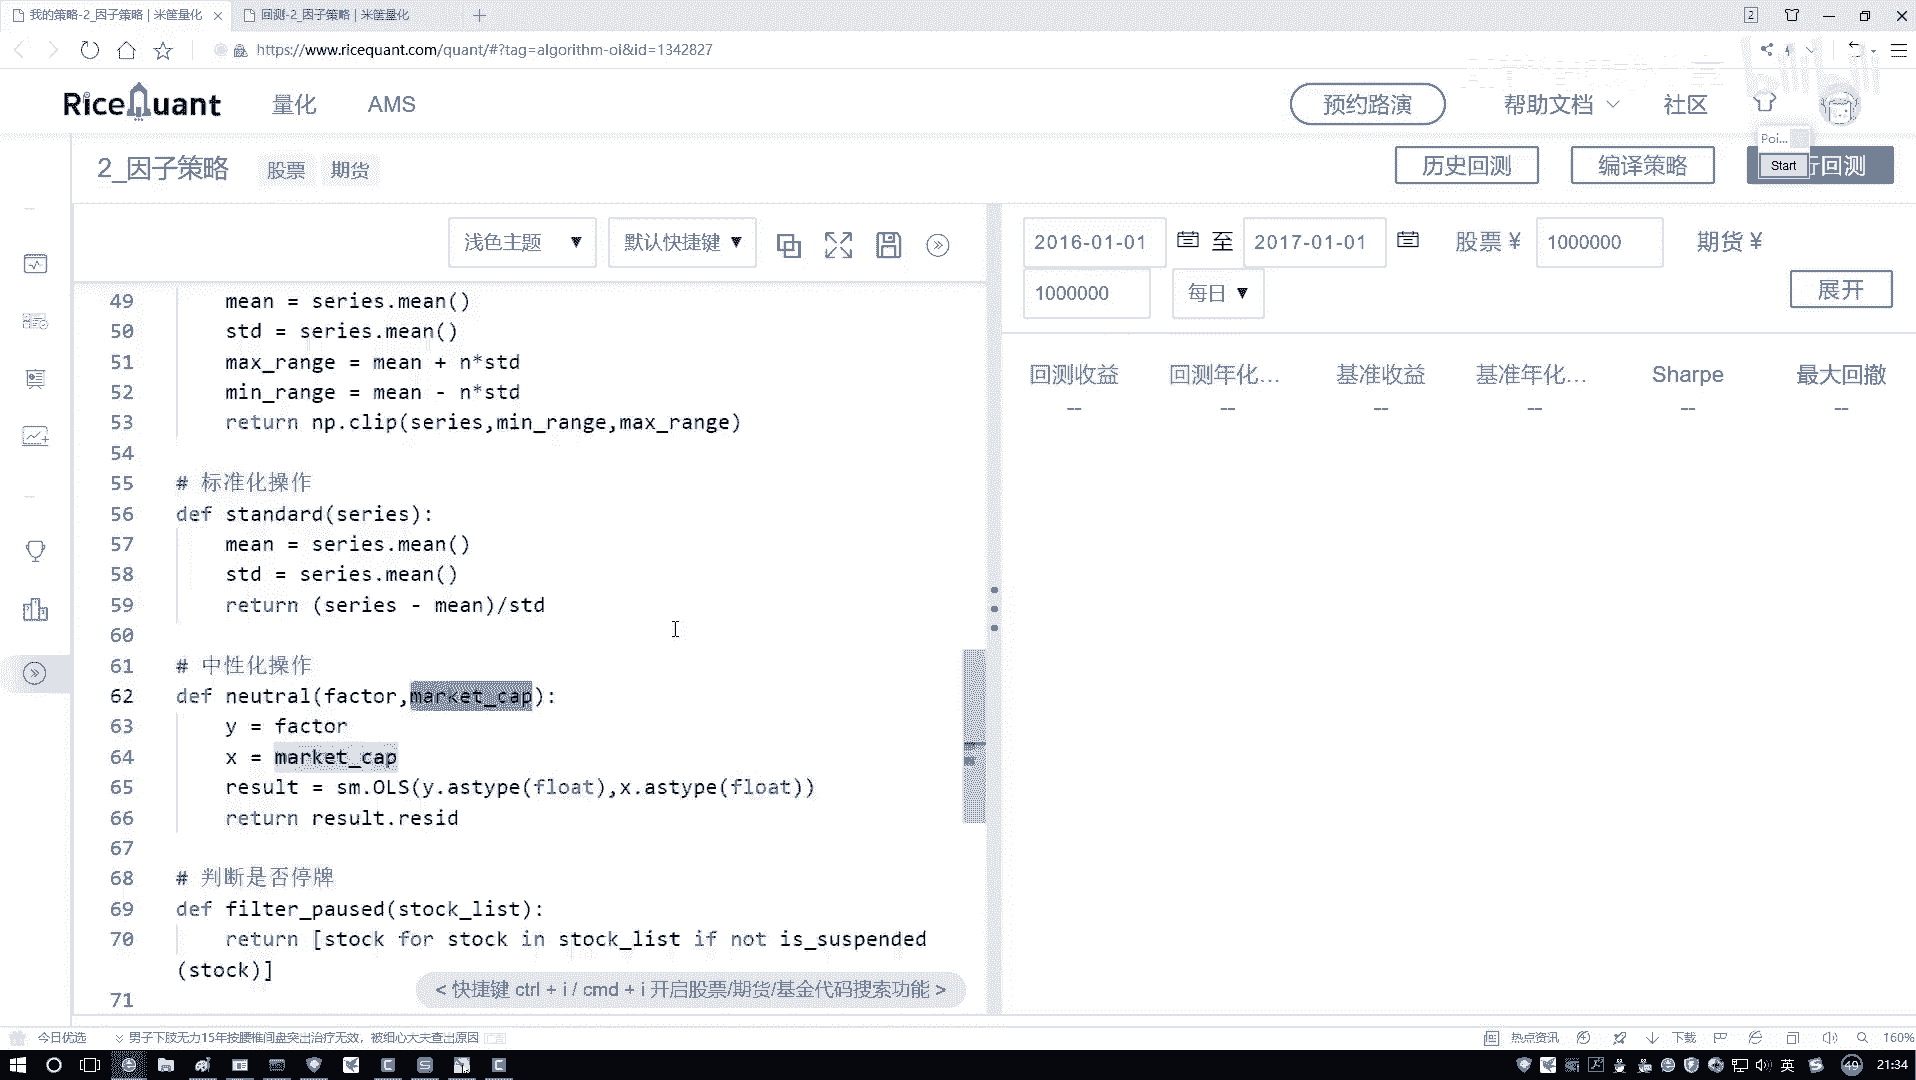 我的策略-2_因子策略 | 米筐量化
回测-2_因子策略 | 米筐量化
2
https://www.ricequant.com/quant/#?tag=algorithm-oi&id=1342827
bilibili
RiceQuant
量化
AMS
预约路演
帮助文档
社区
Poi...
Start
2_因子策略
股票
期货
历史回测
编译策略
行回测
浅色主题 ▼
默认快捷键 ▼
2016-01-01 至 2017-01-01 股票 ¥ 1000000 期货 ¥
1000000 每日 ▼ 展开
回测收益 回测年化... 基准收益 基准年化... Sharpe 最大回撤
-- -- -- -- -- --
49 mean = series.mean()
50 std = series.mean()
51 max_range = mean + n*std
52 min_range = mean - n*std
53 return np.clip(series,min_range,max_range)
54
55 # 标准化操作
56 def standard(series):
57 mean = series.mean()
58 std = series.mean()
59 return (series - mean)/std
60
61 # 中性化操作
62 def neutral(factor,market_cap):
63 y = factor
64 x = market_cap
65 result = sm.OLS(y.astype(float),x.astype(float))
66 return result.resid
67
68 # 判断是否停牌
69 def filter_paused(stock_list):
70 return [stock for stock in stock_list if not is_suspended
(stock)]
71
< 快捷键 ctrl + i / cmd + i 开启股票/期货/基金代码搜索功能 >
今日优选
男子下肢无力15年按腰椎间盘突出治疗无效，被细心大夫查出原因
热点资讯
下载
160%
英
49
21:34